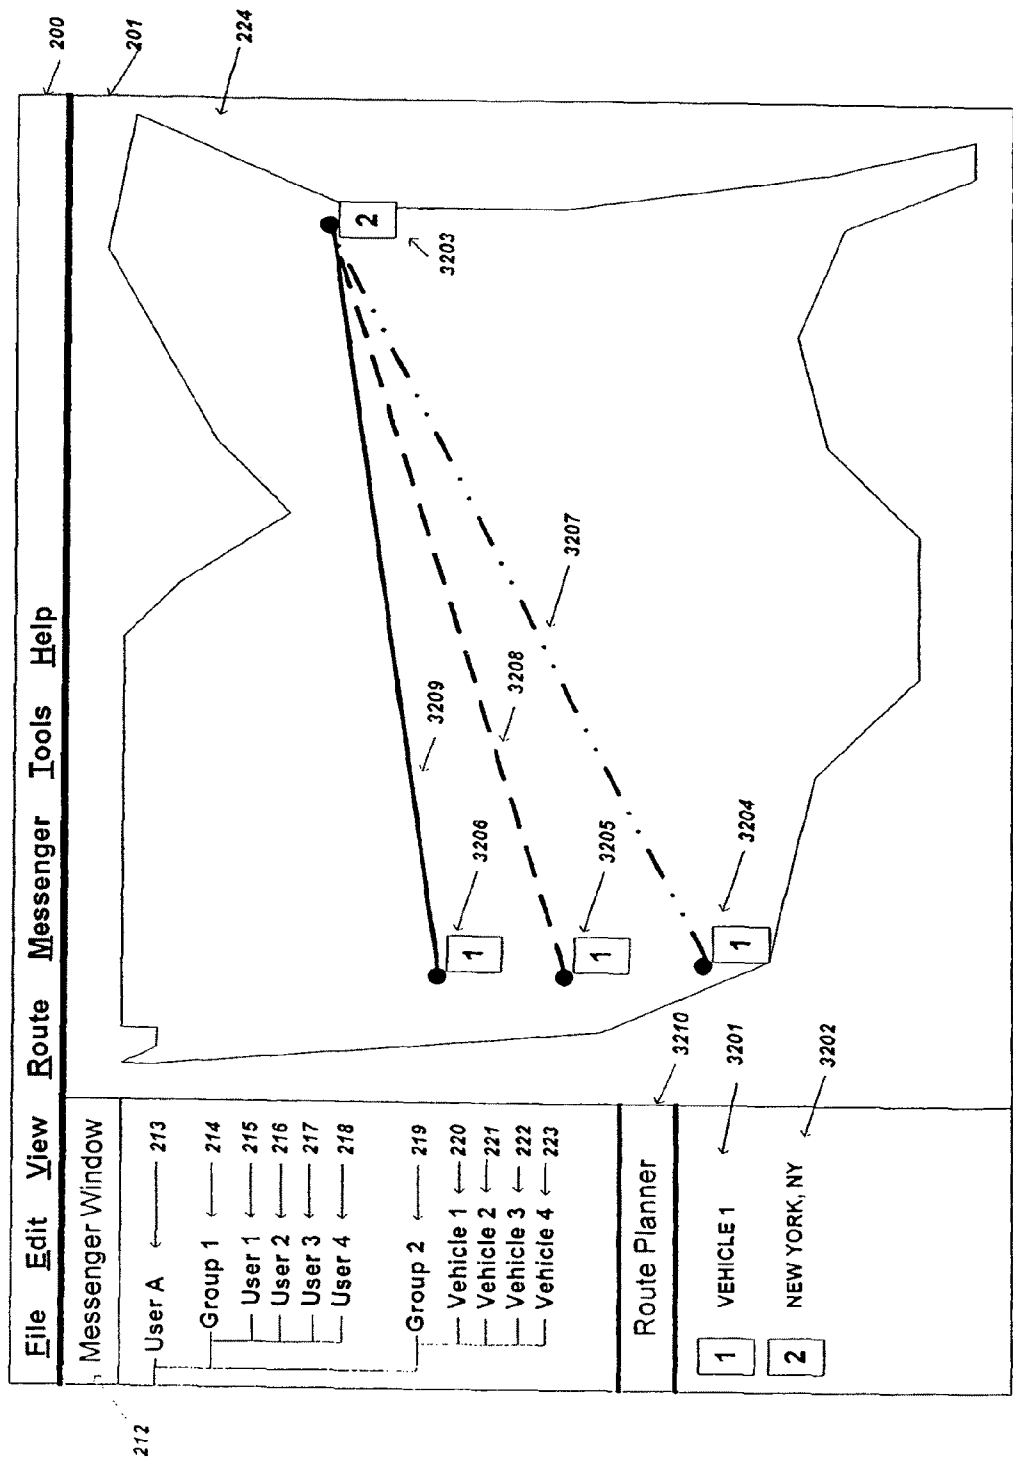 200
201
File Edit View Route Messenger Tools Help
212
Messenger Window
224
User A 213
Group 1 214
User 1 215
User 2 216
User 3 217
User 4 218
Group 2 219
Vehicle 1 220
Vehicle 2 221
Vehicle 3 222
Vehicle 4 223
2
3203
3209
3208
3207
1
3206
1
3205
1
3204
Route Planner
3210
1 VEHICLE 1
3201
2 NEW YORK, NY
3202